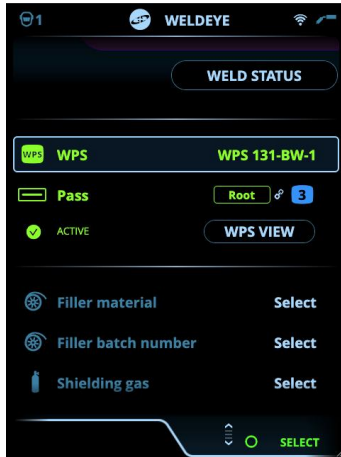 1 WELDEYE
WELD STATUS
WPS WPS WPS 131-BW-1
Pass Root 3
ACTIVE WPS VIEW
Filler material Select
Filler batch number Select
Shielding gas Select
SELECT